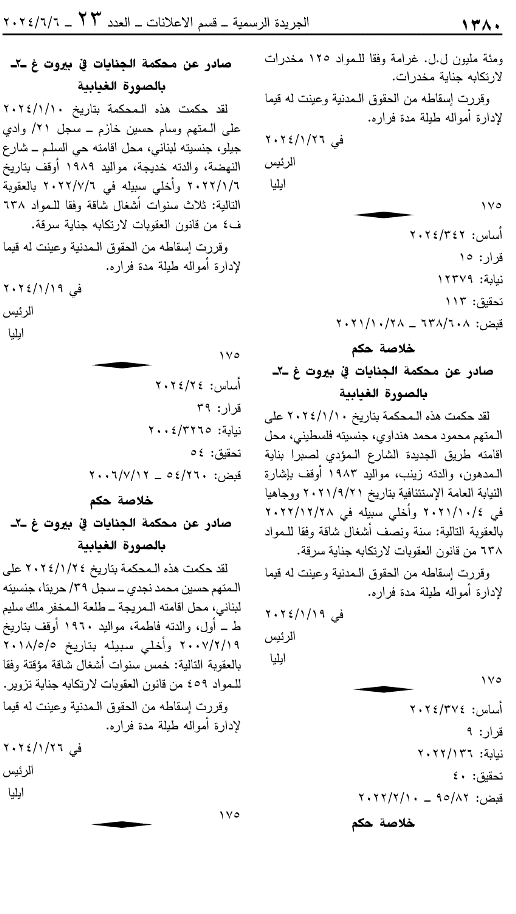 ١٣٨٠
الجريدة الرسمية ـ قسم الاعلانات ـ العدد ٢٣ ـ ٢٠٢٤/٦/٦
ومئة مليون ل.ل. غرامة وفقا للمواد ١٢٥ مخدرات
لارتكابه جناية مخدرات.
وقررت إسقاطه من الحقوق المدنية وعينت له قيما
لإدارة أمواله طيلة مدة فراره.
في ٢٠٢٤/١/٢٦
الرئيس
ايليا
١٧٥
أساس: ٢٠٢٤/٣٤٢
قرار: ١٥
نيابة: ١٢٣٧٩
تحقيق: ١١٣
قبض: ٦٣٨/٦٠٨ ـ ٢٠٢١/١٠/٢٨
خلاصة حكم
صادر عن محكمة الجنايات في بيروت غ ـ٢ـ
بالصورة الغيابية
لقد حكمت هذه المحكمة بتاريخ ٢٠٢٤/١/١٠ على
المتهم محمود محمد هنداوي، جنسيته فلسطيني، محل
اقامته طريق الجديدة الشارع المؤدي لصبرا بناية
المدهون، والدته زينب، مواليد ١٩٨٣ أوقف بإشارة
النيابة العامة الإستئنافية بتاريخ ٢٠٢١/٩/٢١ ووجاهيا
في ٢٠٢١/١٠/٤ وأخلي سبيله في ٢٠٢٢/١٢/٢٨
بالعقوبة التالية: سنة ونصف أشغال شاقة وفقا للمواد
٦٣٨ من قانون العقوبات لارتكابه جناية سرقة.
وقررت إسقاطه من الحقوق المدنية وعينت له قيما
لإدارة أمواله طيلة مدة فراره.
في ٢٠٢٤/١/١٩
الرئيس
ايليا
١٧٥
أساس: ٢٠٢٤/٣٧٤
قرار: ٩
نيابة: ٢٠٢٢/١٣٦
تحقيق: ٤٠
قبض: ٩٥/٨٢ ـ ٢٠٢٢/٢/١٠
خلاصة حكم
صادر عن محكمة الجنايات في بيروت غ ـ٢ـ
بالصورة الغيابية
لقد حكمت هذه المحكمة بتاريخ ٢٠٢٤/١/١٠
على المتهم وسام حسين خازم ـ سجل ٢١/ وادي
جيلو، جنسيته لبناني، محل اقامته حي السلم ـ شارع
النهضة، والدته خديجة، مواليد ١٩٨٩ أوقف بتاريخ
٢٠٢٢/١/٦ وأخلي سبيله في ٢٠٢٢/٧/٦ بالعقوبة
التالية: ثلاث سنوات أشغال شاقة وفقا للمواد ٦٣٨
ف٤ من قانون العقوبات لارتكابه جناية سرقة.
وقررت إسقاطه من الحقوق المدنية وعينت له قيما
لإدارة أمواله طيلة مدة فراره.
في ٢٠٢٤/١/١٩
الرئيس
ايليا
١٧٥
أساس: ٢٠٢٤/٢٤
قرار: ٣٩
نيابة: ٢٠٠٤/٣٢٦٥
تحقيق: ٥٤
قبض: ٥٤/٢٦٠ ـ ٢٠٠٦/٧/١٢
خلاصة حكم
صادر عن محكمة الجنايات في بيروت غ ـ٢ـ
بالصورة الغيابية
لقد حكمت هذه المحكمة بتاريخ ٢٠٢٤/١/٢٤ على
المتهم حسين محمد نجدي ـ سجل ٣٩/ حربتا، جنسيته
لبناني، محل اقامته المريجة ـ طلعة المخفر ملك سليم
ط ـ أول، والدته فاطمة، مواليد ١٩٦٠ أوقف بتاريخ
٢٠٠٧/٢/١٩ وأخلي سبيله بتاريخ ٢٠١٨/٥/٥
بالعقوبة التالية: خمس سنوات أشغال شاقة مؤقتة وفقا
للمواد ٤٥٩ من قانون العقوبات لارتكابه جناية تزوير.
وقررت إسقاطه من الحقوق المدنية وعينت له قيما
لإدارة أمواله طيلة مدة فراره.
في ٢٠٢٤/١/٢٦
الرئيس
ايليا
١٧٥